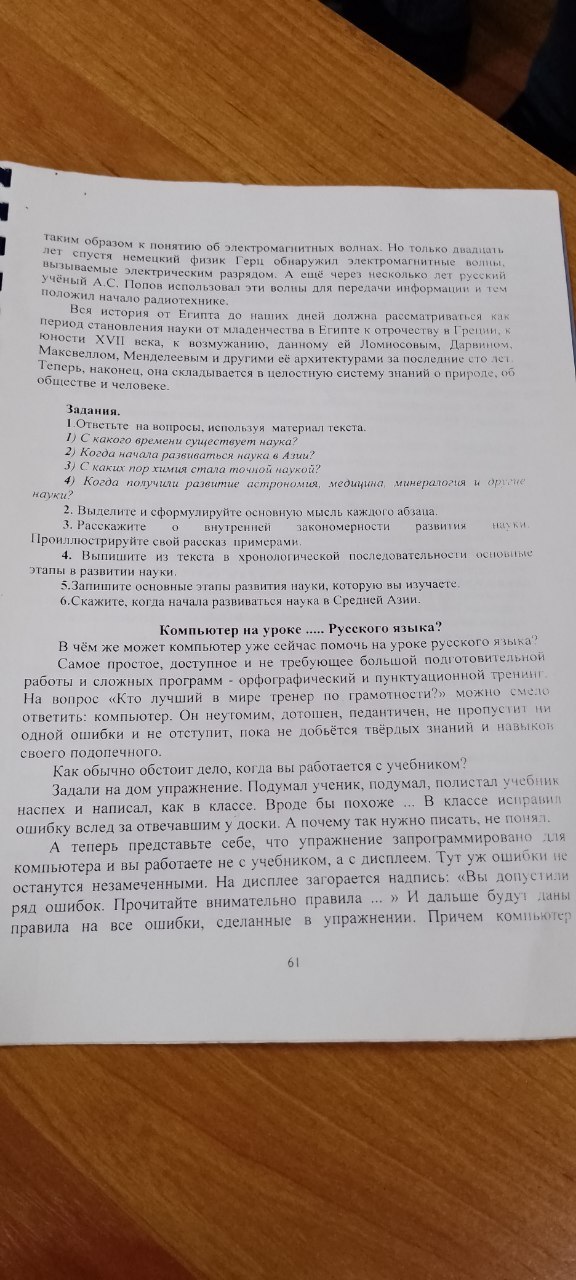 таким образом к понятию об электромагнитных волнах. Но только двадцать
лет спустя немецкий физик Герц обнаружил электромагнитные волны,
вызываемые электрическим разрядом. А ещё через несколько лет русский
учёный А.С. Попов использовал эти волны для передачи информации и тем
положил начало радиотехнике.
Вся история от Египта до наших дней должна рассматриваться как
период становления науки от младенчества в Египте к отрочеству в Греции, к
юности XVII века, к возмужанию, данному ей Ломносовым, Дарвином,
Максвеллом, Менделеевым и другими её архитектурами за последние сто лет.
Теперь, наконец, она складывается в целостную систему знаний о природе, об
обществе и человеке.
Задания.
1.Ответьте на вопросы, используя материал текста.
1) С какого времени существует наука?
2) Когда начала развиваться наука в Азии?
3) С каких пор химия стала точной наукой?
4) Когда получили развитие астрономия, медицина, минералогия и другие
науки?
2. Выделите и сформулируйте основную мысль каждого абзаца.
3. Расскажите о внутренней закономерности развития науки.
Проиллюстрируйте свой рассказ примерами.
4. Выпишите из текста в хронологической последовательности основные
этапы в развитии науки.
5.Запишите основные этапы развития науки, которую вы изучаете.
6.Скажите, когда начала развиваться наука в Средней Азии.
Компьютер на уроке ..... Русского языка?
В чём же может компьютер уже сейчас помочь на уроке русского языка?
Самое простое, доступное и не требующее большой подготовительной
работы и сложных программ - орфографический и пунктуационной тренинг.
На вопрос «Кто лучший в мире тренер по грамотности?» можно смело
ответить: компьютер. Он неутомим, дотошен, педантичен, не пропустит ни
одной ошибки и не отступит, пока не добьётся твёрдых знаний и навыков
своего подопечного.
Как обычно обстоит дело, когда вы работается с учебником?
Задали на дом упражнение. Подумал ученик, подумал, полистал учебник
наспех и написал, как в классе. Вроде бы похоже ... В классе исправил
ошибку вслед за отвечавшим у доски. А почему так нужно писать, не понял.
А теперь представьте себе, что упражнение запрограммировано для
компьютера и вы работаете не с учебником, а с дисплеем. Тут уж ошибки не
останутся незамеченными. На дисплее загорается надпись: «Вы допустили
ряд ошибок. Прочитайте внимательно правила ... » И дальше будут даны
правила на все ошибки, сделанные в упражнении. Причем компьютер
61